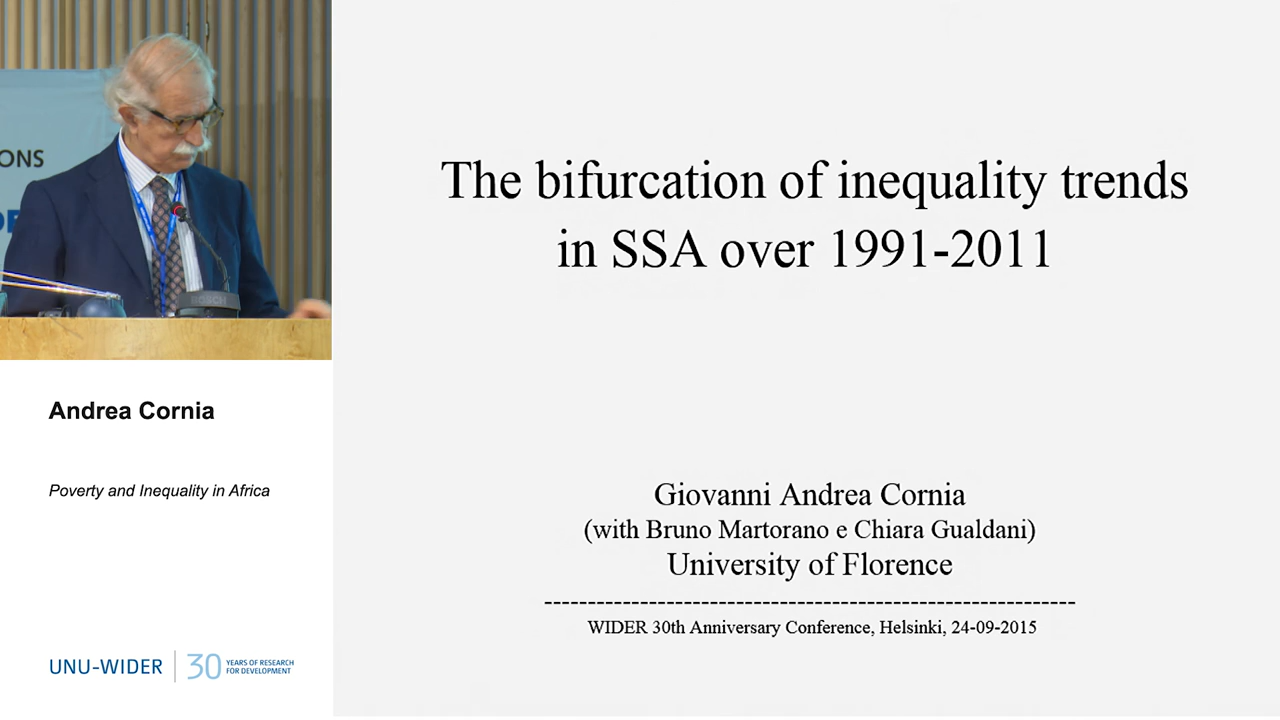 ONS
BOSCH
Andrea Cornia
Poverty and Inequality in Africa
UNU-WIDER
30
YEARS OF RESEARCH
FOR DEVELOPMENT
The bifurcation of inequality trends
in SSA over 1991-2011
Giovanni Andrea Cornia
(with Bruno Martorano e Chiara Gualdani)
University of Florence
-------------------------------------------------------------
WIDER 30th Anniversary Conference, Helsinki, 24-09-2015